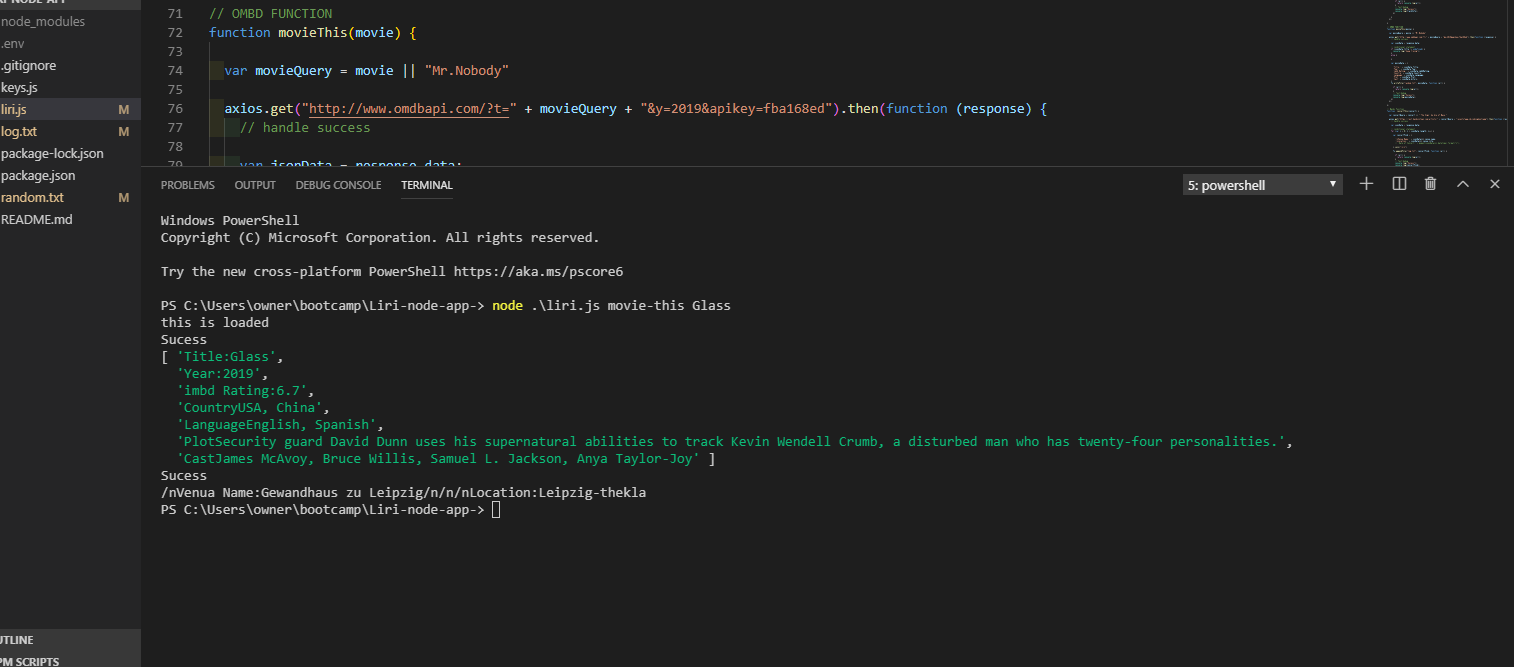 node_modules
.env
.gitignore
keys.js
liri.js M
log.txt M
package-lock.json
package.json
random.txt M
README.md
UTLINE
PM SCRIPTS
71 // OMBD FUNCTION
72 function movieThis(movie) {
73
74 var movieQuery = movie || "Mr.Nobody"
75
76 axios.get("http://www.omdbapi.com/?t=" + movieQuery + "&y=2019&apikey=fba168ed").then(function (response) {
77 // handle success
78
79 var jsonData = response.data;
PROBLEMS OUTPUT DEBUG CONSOLE TERMINAL 5: powershell
Windows PowerShell
Copyright (C) Microsoft Corporation. All rights reserved.
Try the new cross-platform PowerShell https://aka.ms/pscore6
PS C:\Users\owner\bootcamp\Liri-node-app-> node .\liri.js movie-this Glass
this is loaded
Sucess
[ 'Title:Glass',
'Year:2019',
'imbd Rating:6.7',
'CountryUSA, China',
'LanguageEnglish, Spanish',
'PlotSecurity guard David Dunn uses his supernatural abilities to track Kevin Wendell Crumb, a disturbed man who has twenty-four personalities.',
'CastJames McAvoy, Bruce Willis, Samuel L. Jackson, Anya Taylor-Joy' ]
Sucess
/nVenua Name:Gewandhaus zu Leipzig/n/n/nLocation:Leipzig-thekla
PS C:\Users\owner\bootcamp\Liri-node-app->